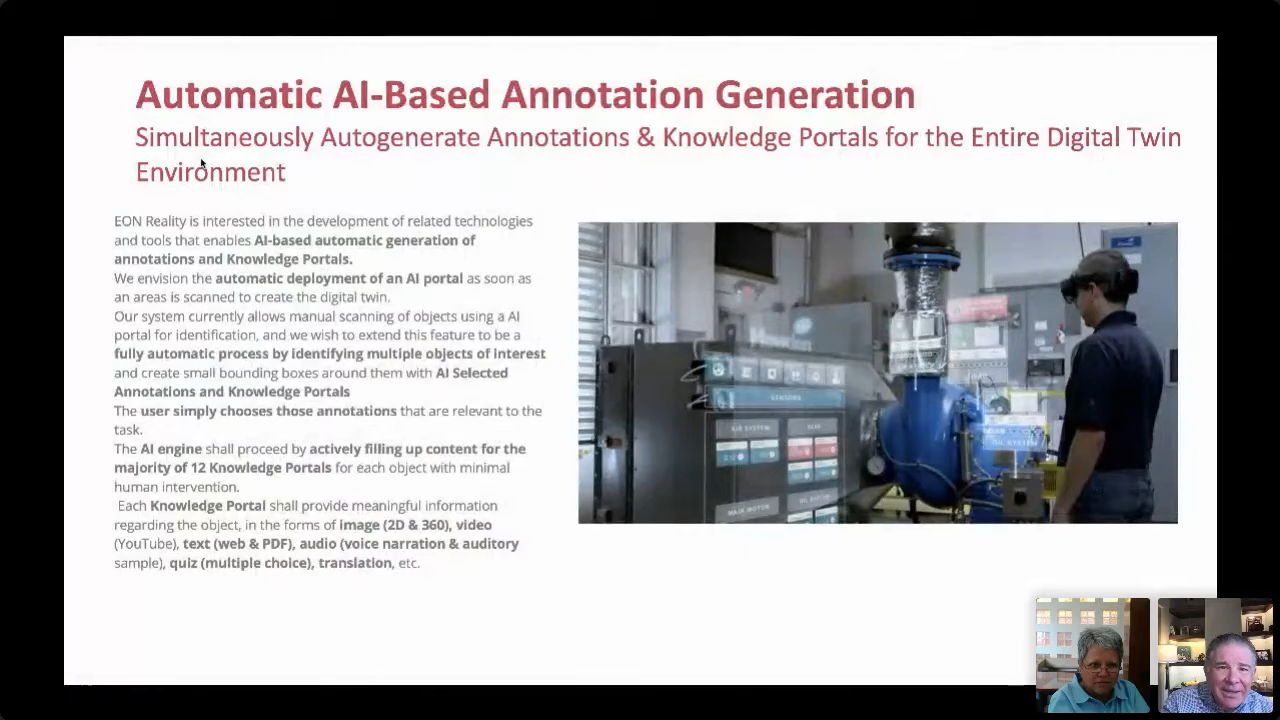 Automatic AI-Based Annotation Generation
Simultaneously Autogenerate Annotations & Knowledge Portals for the Entire Digital Twin
Environment
EON Reality is interested in the development of related technologies
and tools that enables AI-based automatic generation of
annotations and Knowledge Portals.
We envision the automatic deployment of an AI portal as soon as
an areas is scanned to create the digital twin.
Our system currently allows manual scanning of objects using a AI
portal for identification, and we wish to extend this feature to be a
fully automatic process by identifying multiple objects of interest
and create small bounding boxes around them with AI Selected
Annotations and Knowledge Portals
The user simply chooses those annotations that are relevant to the
task.
The AI engine shall proceed by actively filling up content for the
majority of 12 Knowledge Portals for each object with minimal
human intervention.
Each Knowledge Portal shall provide meaningful information
regarding the object, in the forms of image (2D & 360), video
(YouTube), text (web & PDF), audio (voice narration & auditory
sample), quiz (multiple choice), translation, etc.
SENSORS
AIR SYSTEM
OIL SYSTEM
MAIN MOTOR